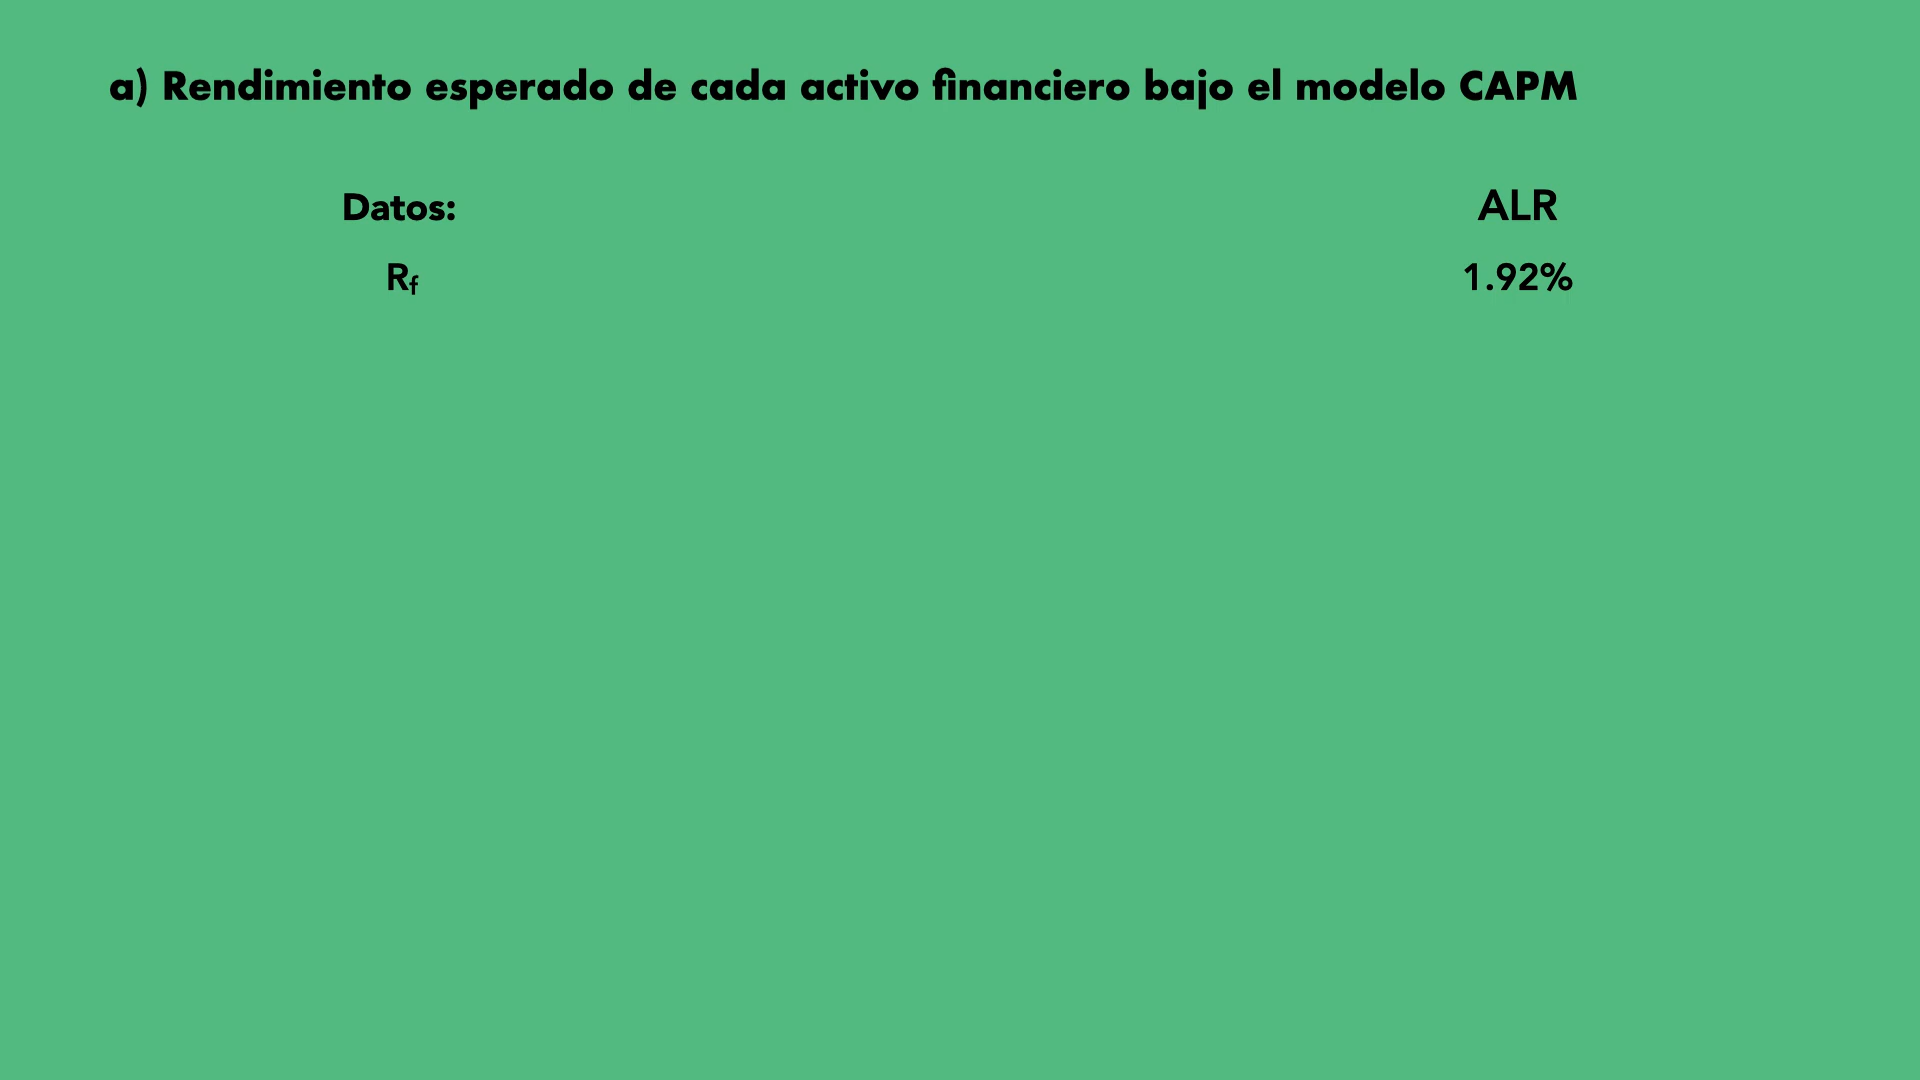 a) Rendimiento esperado de cada activo financiero bajo el modelo CAPM
Datos: ALR
Rf 1.92%